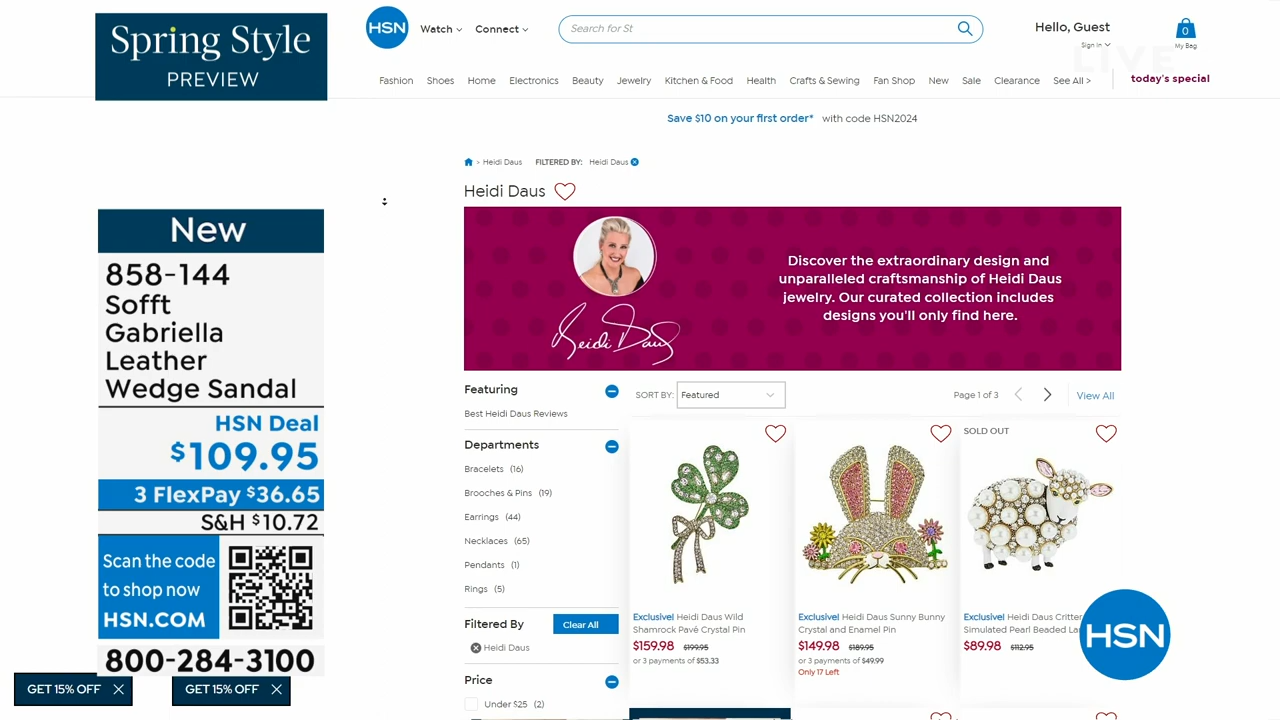 Spring Style
PREVIEW
HSN
Watch
Connect
Search for St
Hello, Guest
Sign In
0
My Bag
LIVE
Fashion Shoes Home Electronics Beauty Jewelry Kitchen & Food Health Crafts & Sewing Fan Shop New Sale Clearance See All > today's special
Save $10 on your first order* with code HSN2024
> Heidi Daus FILTERED BY: Heidi Daus
Heidi Daus
Discover the extraordinary design and
unparalleled craftsmanship of Heidi Daus
jewelry. Our curated collection includes
designs you'll only find here.
Heidi Daus
New
858-144
Sofft
Gabriella
Leather
Wedge Sandal
HSN Deal
$109.95
3 FlexPay $36.65
S&H $10.72
Scan the code
to shop now
HSN.COM
800-284-3100
GET 15% OFF
GET 15% OFF
Featuring
Best Heidi Daus Reviews
Departments
Bracelets (16)
Brooches & Pins (19)
Earrings (44)
Necklaces (65)
Pendants (1)
Rings (5)
Filtered By
Clear All
Heidi Daus
Price
Under $25 (2)
SORT BY: Featured
Page 1 of 3
View All
Exclusive! Heidi Daus Wild
Shamrock Pavé Crystal Pin
$159.98 $199.95
or 3 payments of $53.33
Exclusive! Heidi Daus Sunny Bunny
Crystal and Enamel Pin
$149.98 $189.95
or 3 payments of $49.99
Only 17 Left
SOLD OUT
Exclusive! Heidi Daus Critter
Simulated Pearl Beaded La
$89.98 $112.95
HSN